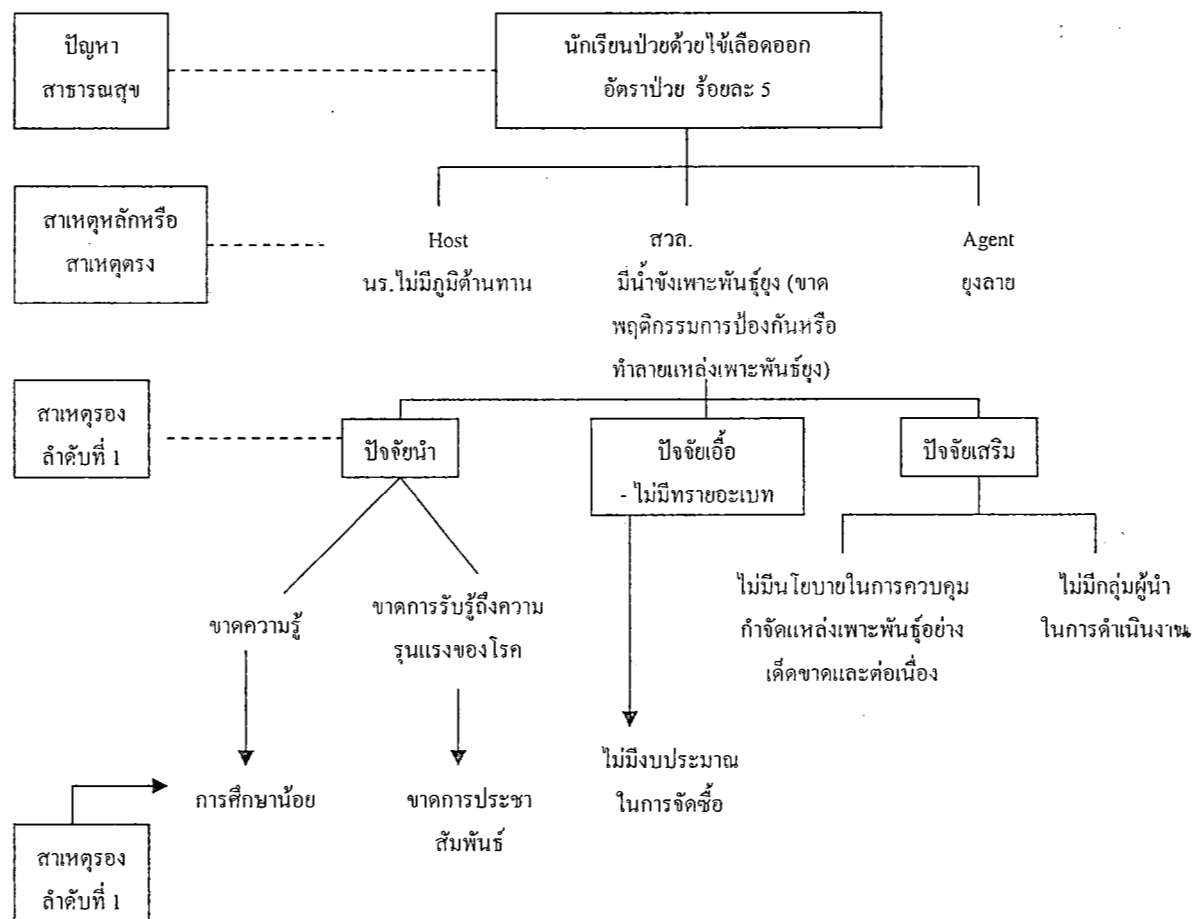 ปัญหา
สาธารณสุข
นักเรียนป่วยด้วยไข้เลือดออก
อัตราป่วย ร้อยละ 5
สาเหตุหลักหรือ
สาเหตุตรง
Host
นร.ไม่มีภูมิต้านทาน
สวล.
มีน้ำขังเพาะพันธุ์ยุง (ขาด
พฤติกรรมการป้องกันหรือ
ทำลายแหล่งเพาะพันธ์ยุง)
Agent
ยุงลาย
สาเหตุรอง
ลำดับที่ 1
ปัจจัยนำ
ปัจจัยเอื้อ
- ไม่มีทรายอะเบท
ปัจจัยเสริม
ขาดความรู้
ขาดการรับรู้ถึงความ
รุนแรงของโรค
ไม่มีนโยบายในการควบคุม
กำจัดแหล่งเพาะพันธุ์อย่าง
เด็ดขาดและต่อเนื่อง
ไม่มีกลุ่มผู้นำ
ในการดำเนินงาน
การศึกษาน้อย
ขาดการประชา
สัมพันธ์
ไม่มีงบประมาณ
ในการจัดซื้อ
สาเหตุรอง
ลำดับที่ 1